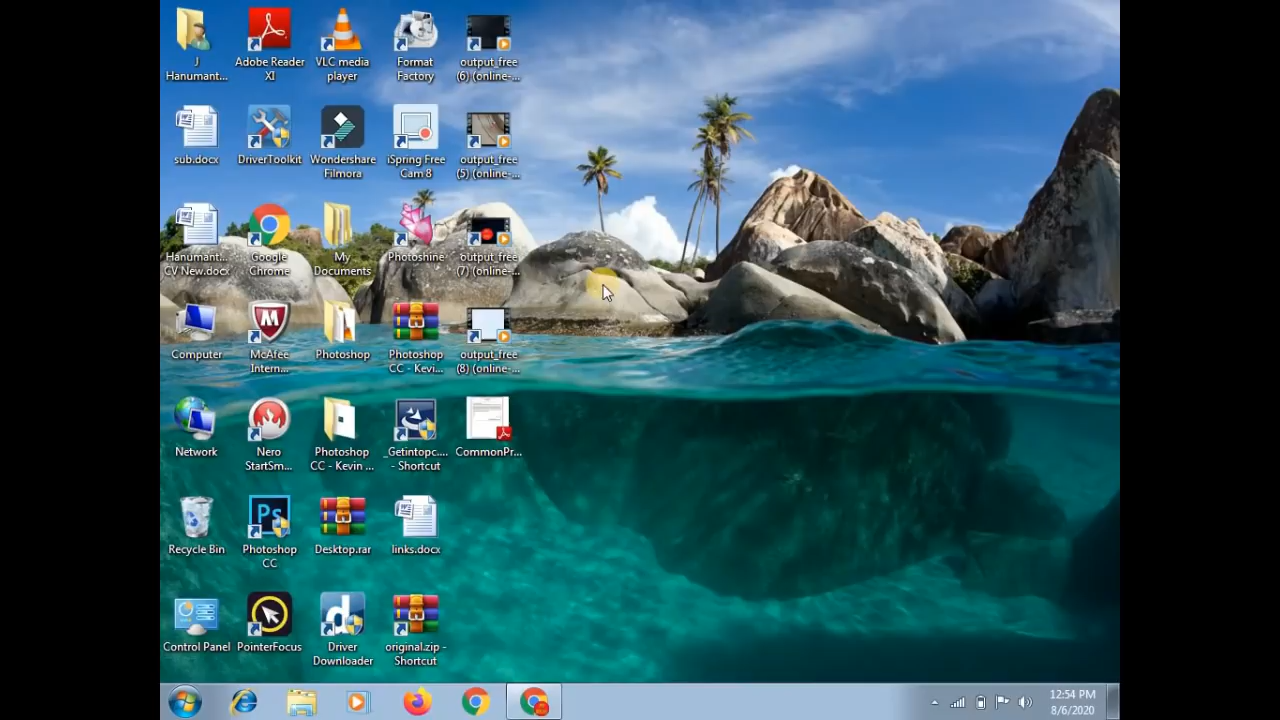 J
Hanumant...
Adobe Reader
XI
VLC media
player
Format
Factory
output_free
(6) (online-...
sub.docx
DriverToolkit
Wondershare
Filmora
iSpring Free
Cam 8
output_free
(5) (online-...
Hanumant...
CV New.docx
Google
Chrome
My
Documents
Photoshine
output_free
(7) (online-...
Computer
McAfee
Intern...
Photoshop
Photoshop
CC - Kevi...
output_free
(8) (online-...
Network
Nero
StartSm...
Photoshop
CC - Kevin ...
_Getintopc....
- Shortcut
CommonPr...
Recycle Bin
Ps
Photoshop
CC
Desktop.rar
links.docx
Control Panel
PointerFocus
d
Driver
Downloader
original.zip -
Shortcut
12:54 PM
8/6/2020